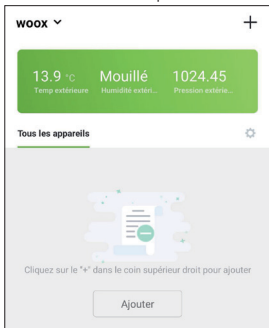 woox
13.9 °C Mouillé 1024.45
Temp extérieure Humidité extéri... Pression extérie...
Tous les appareils
Cliquez sur le "+" dans le coin supérieur droit pour ajouter
Ajouter